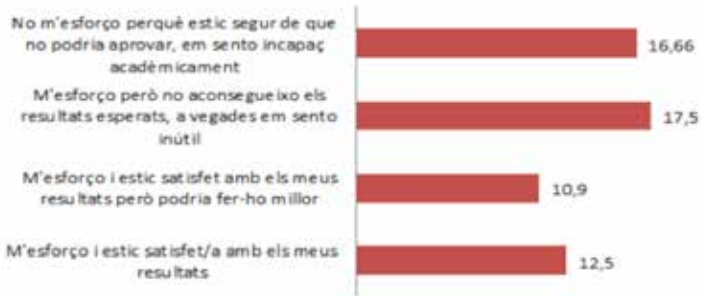 No m'esforço perquè estic segur de que
no podria aprovar, em sento incapaç
acadèmicament
16,66
M'esforço però no aconsegueixo els
resultats esperats, a vegades em sento
inútil
17,5
M'esforço i estic satisfet amb els meus
resultats però podria fer-ho millor
10,9
M'esforço i estic satisfet/a amb els meus
resultats
12,5